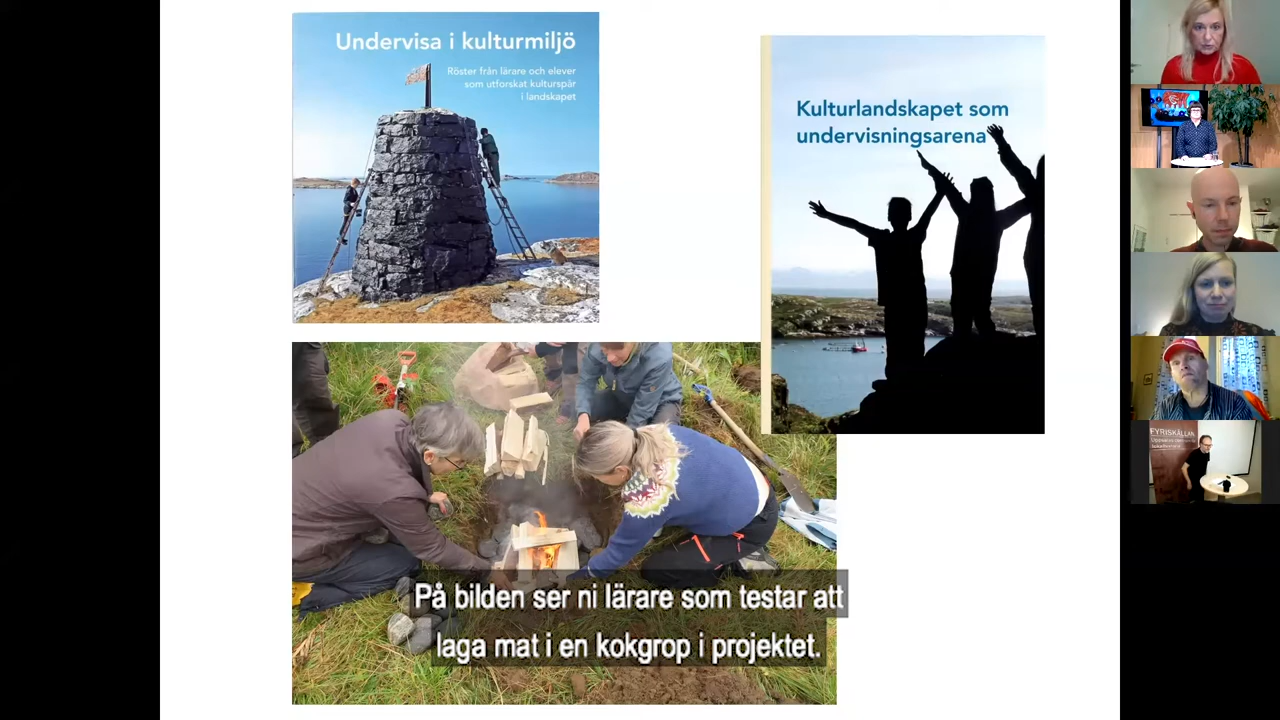 Undervisa i kulturmiljö
Röster från lärare och elever
som utforskat kulturspår
i landskapet
Kulturlandskapet som
undervisningsarena
På bilden ser ni lärare som testar att
laga mat i en kokgrop i projektet.
FYRISKÄLLAN